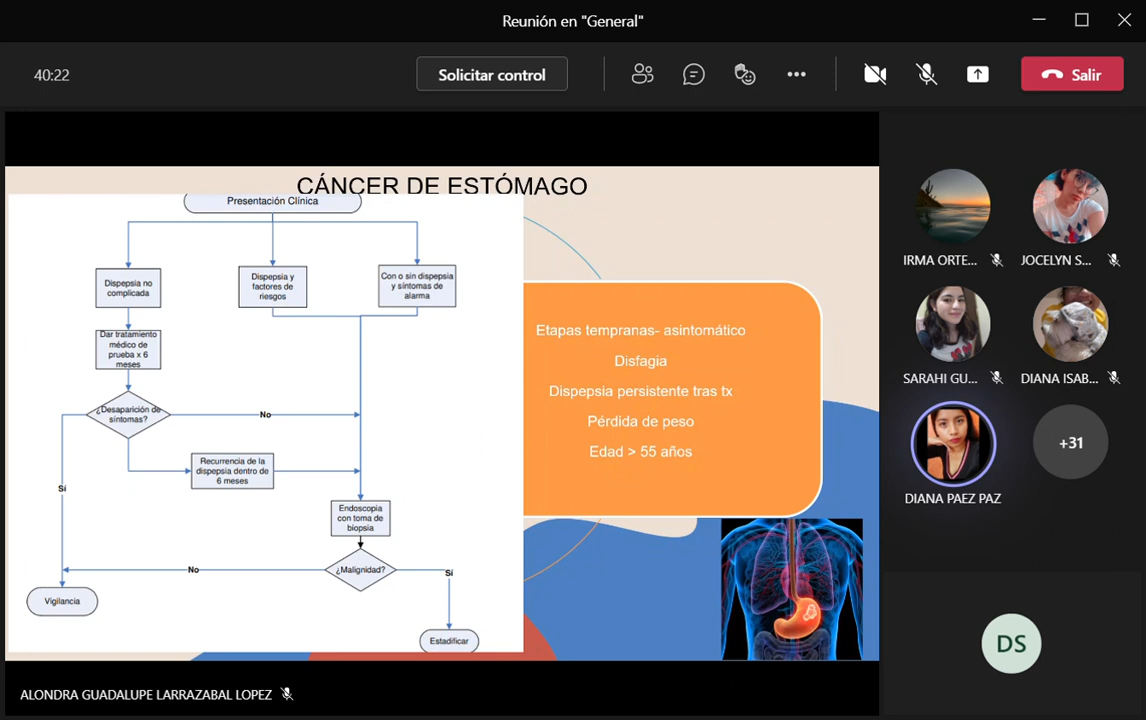 Reunión en "General"
40:22
Solicitar control
Salir
CÁNCER DE ESTÓMAGO
Presentación Clínica
Dispepsia no
complicada
Dispepsia y
factores de
riesgos
Con o sin dispepsia
y síntomas de
alarma
Dar tratamiento
médico de
prueba x 6
meses
¿Desaparición de
síntomas?
No
Recurrencia de la
dispepsia dentro de
6 meses
Sí
Endoscopia
con toma de
biopsia
¿Malignidad?
No
Sí
Vigilancia
Estadificar
Etapas tempranas- asintomático
Disfagia
Dispepsia persistente tras tx
Pérdida de peso
Edad > 55 años
IRMA ORTE...
JOCELYN S...
SARAHI GU...
DIANA ISAB...
DIANA PAEZ PAZ
+31
DS
ALONDRA GUADALUPE LARRAZABAL LOPEZ